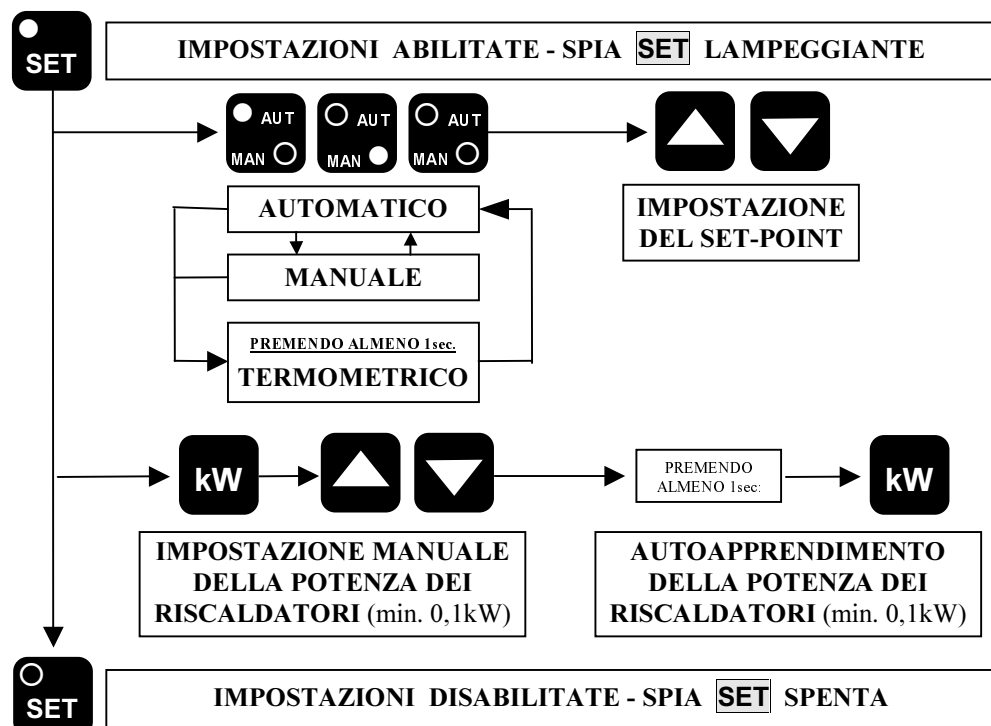 SET
IMPOSTAZIONI ABILITATE - SPIA SET LAMPEGGIANTE
AUT
MAN
AUT
MAN
AUT
MAN
AUTOMATICO
MANUALE
PREMENDO ALMENO 1sec.
TERMOMETRICO
IMPOSTAZIONE
DEL SET-POINT
kW
PREMENDO
ALMENO 1sec:
kW
IMPOSTAZIONE MANUALE
DELLA POTENZA DEI
RISCALDATORI (min. 0,1kW)
AUTOAPPRENDIMENTO
DELLA POTENZA DEI
RISCALDATORI (min. 0,1kW)
SET
IMPOSTAZIONI DISABILITATE - SPIA SET SPENTA